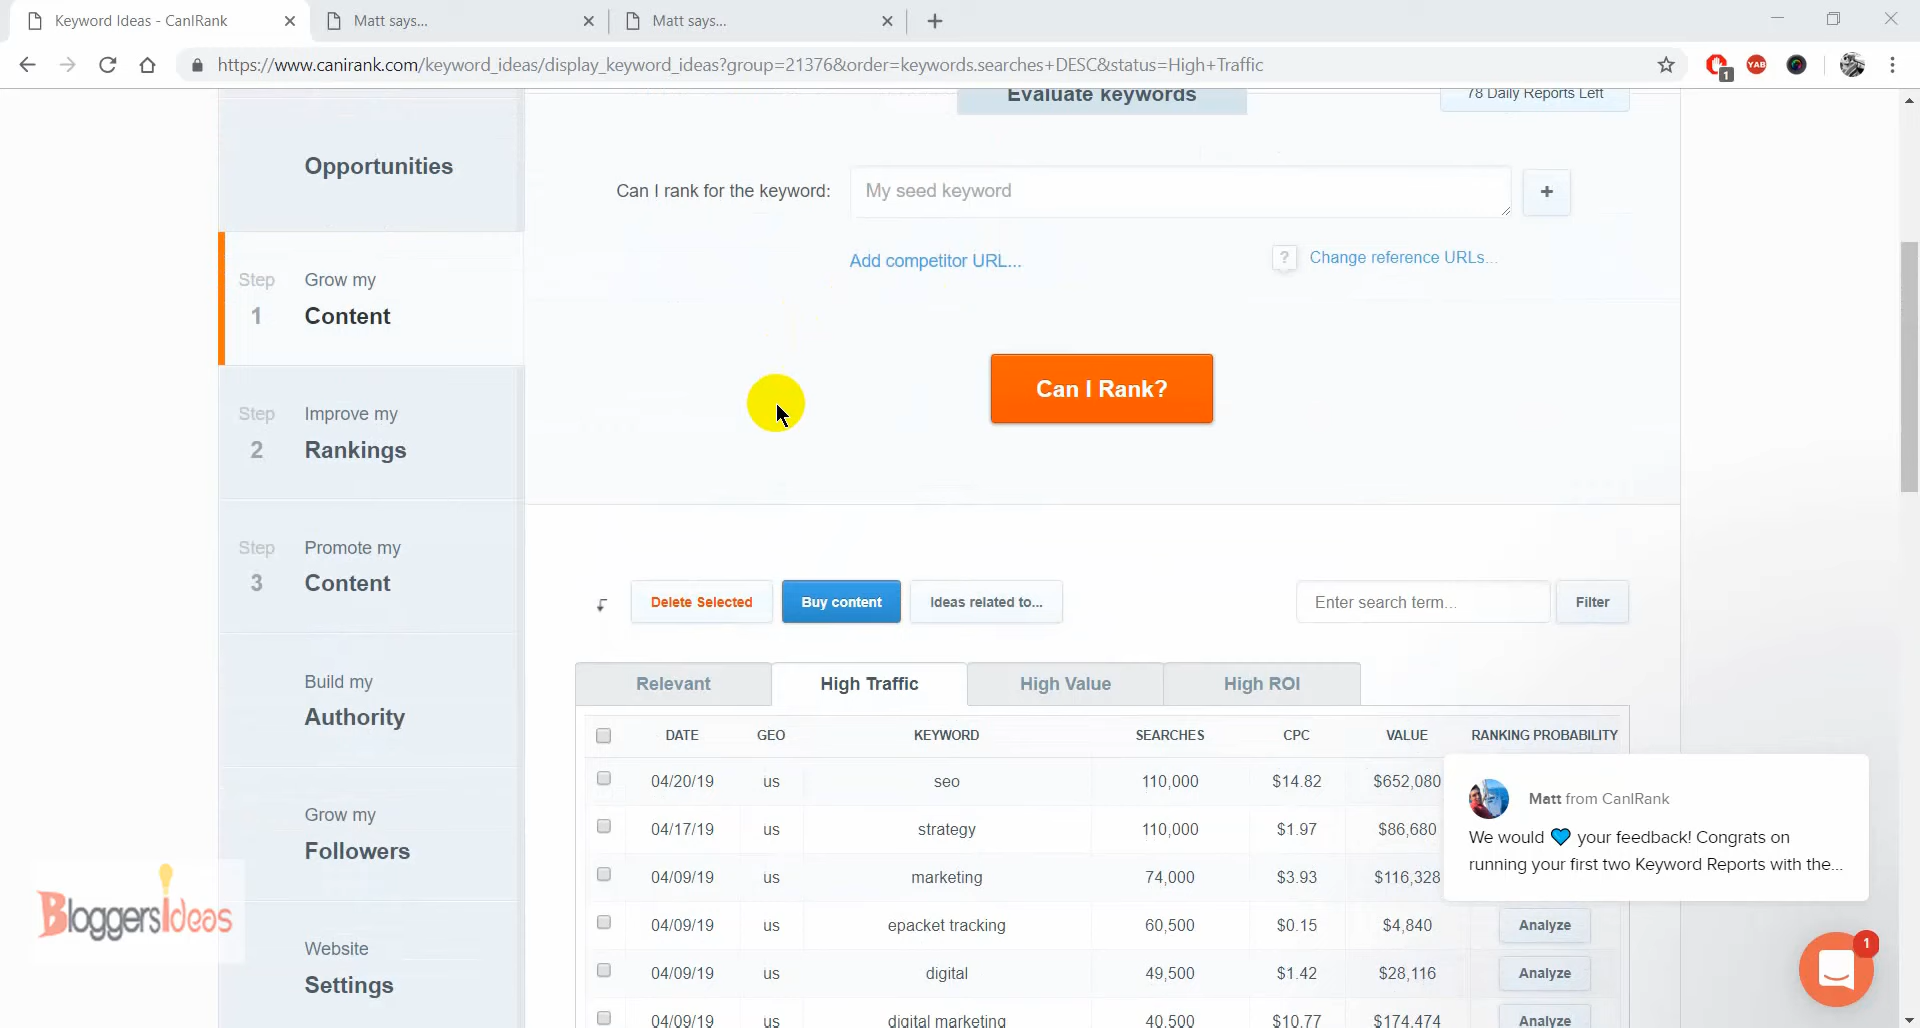 Keyword Ideas - CanIRank
Matt says...
Matt says...
https://www.canirank.com/keyword_ideas/display_keyword_ideas?group=21376&order=keywords.searches+DESC&status=High+Traffic
1
YAB
Evaluate keywords
78 Daily Reports Left
Opportunities
Step 1
Grow my
Content
Step 2
Improve my
Rankings
Step 3
Promote my
Content
Build my
Authority
Grow my
Followers
Website
Settings
Can I rank for the keyword:
My seed keyword
+
Add competitor URL...
?
Change reference URLs...
Can I Rank?
Delete Selected
Buy content
Ideas related to...
Enter search term...
Filter
Relevant
High Traffic
High Value
High ROI
DATE GEO KEYWORD SEARCHES CPC VALUE RANKING PROBABILITY
04/20/19 us seo 110,000 $14.82 $652,080
04/17/19 us strategy 110,000 $1.97 $86,680
04/09/19 us marketing 74,000 $3.93 $116,328
04/09/19 us epacket tracking 60,500 $0.15 $4,840 Analyze
04/09/19 us digital 49,500 $1.42 $28,116 Analyze
04/09/19 us digital marketing 40,500 $10.77 $174,474 Analyze
Matt from CanIRank
We would 💙 your feedback! Congrats on
running your first two Keyword Reports with the...
1
BloggersIdeas